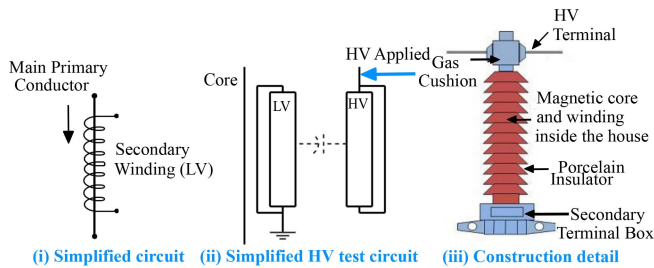 Main Primary
Conductor
Secondary
Winding (LV)
(i) Simplified circuit
Core
LV
HV
HV Applied
(ii) Simplified HV test circuit
HV
Terminal
Gas
Cushion
Magnetic core
and winding
inside the house
Porcelain
Insulator
Secondary
Terminal Box
(iii) Construction detail